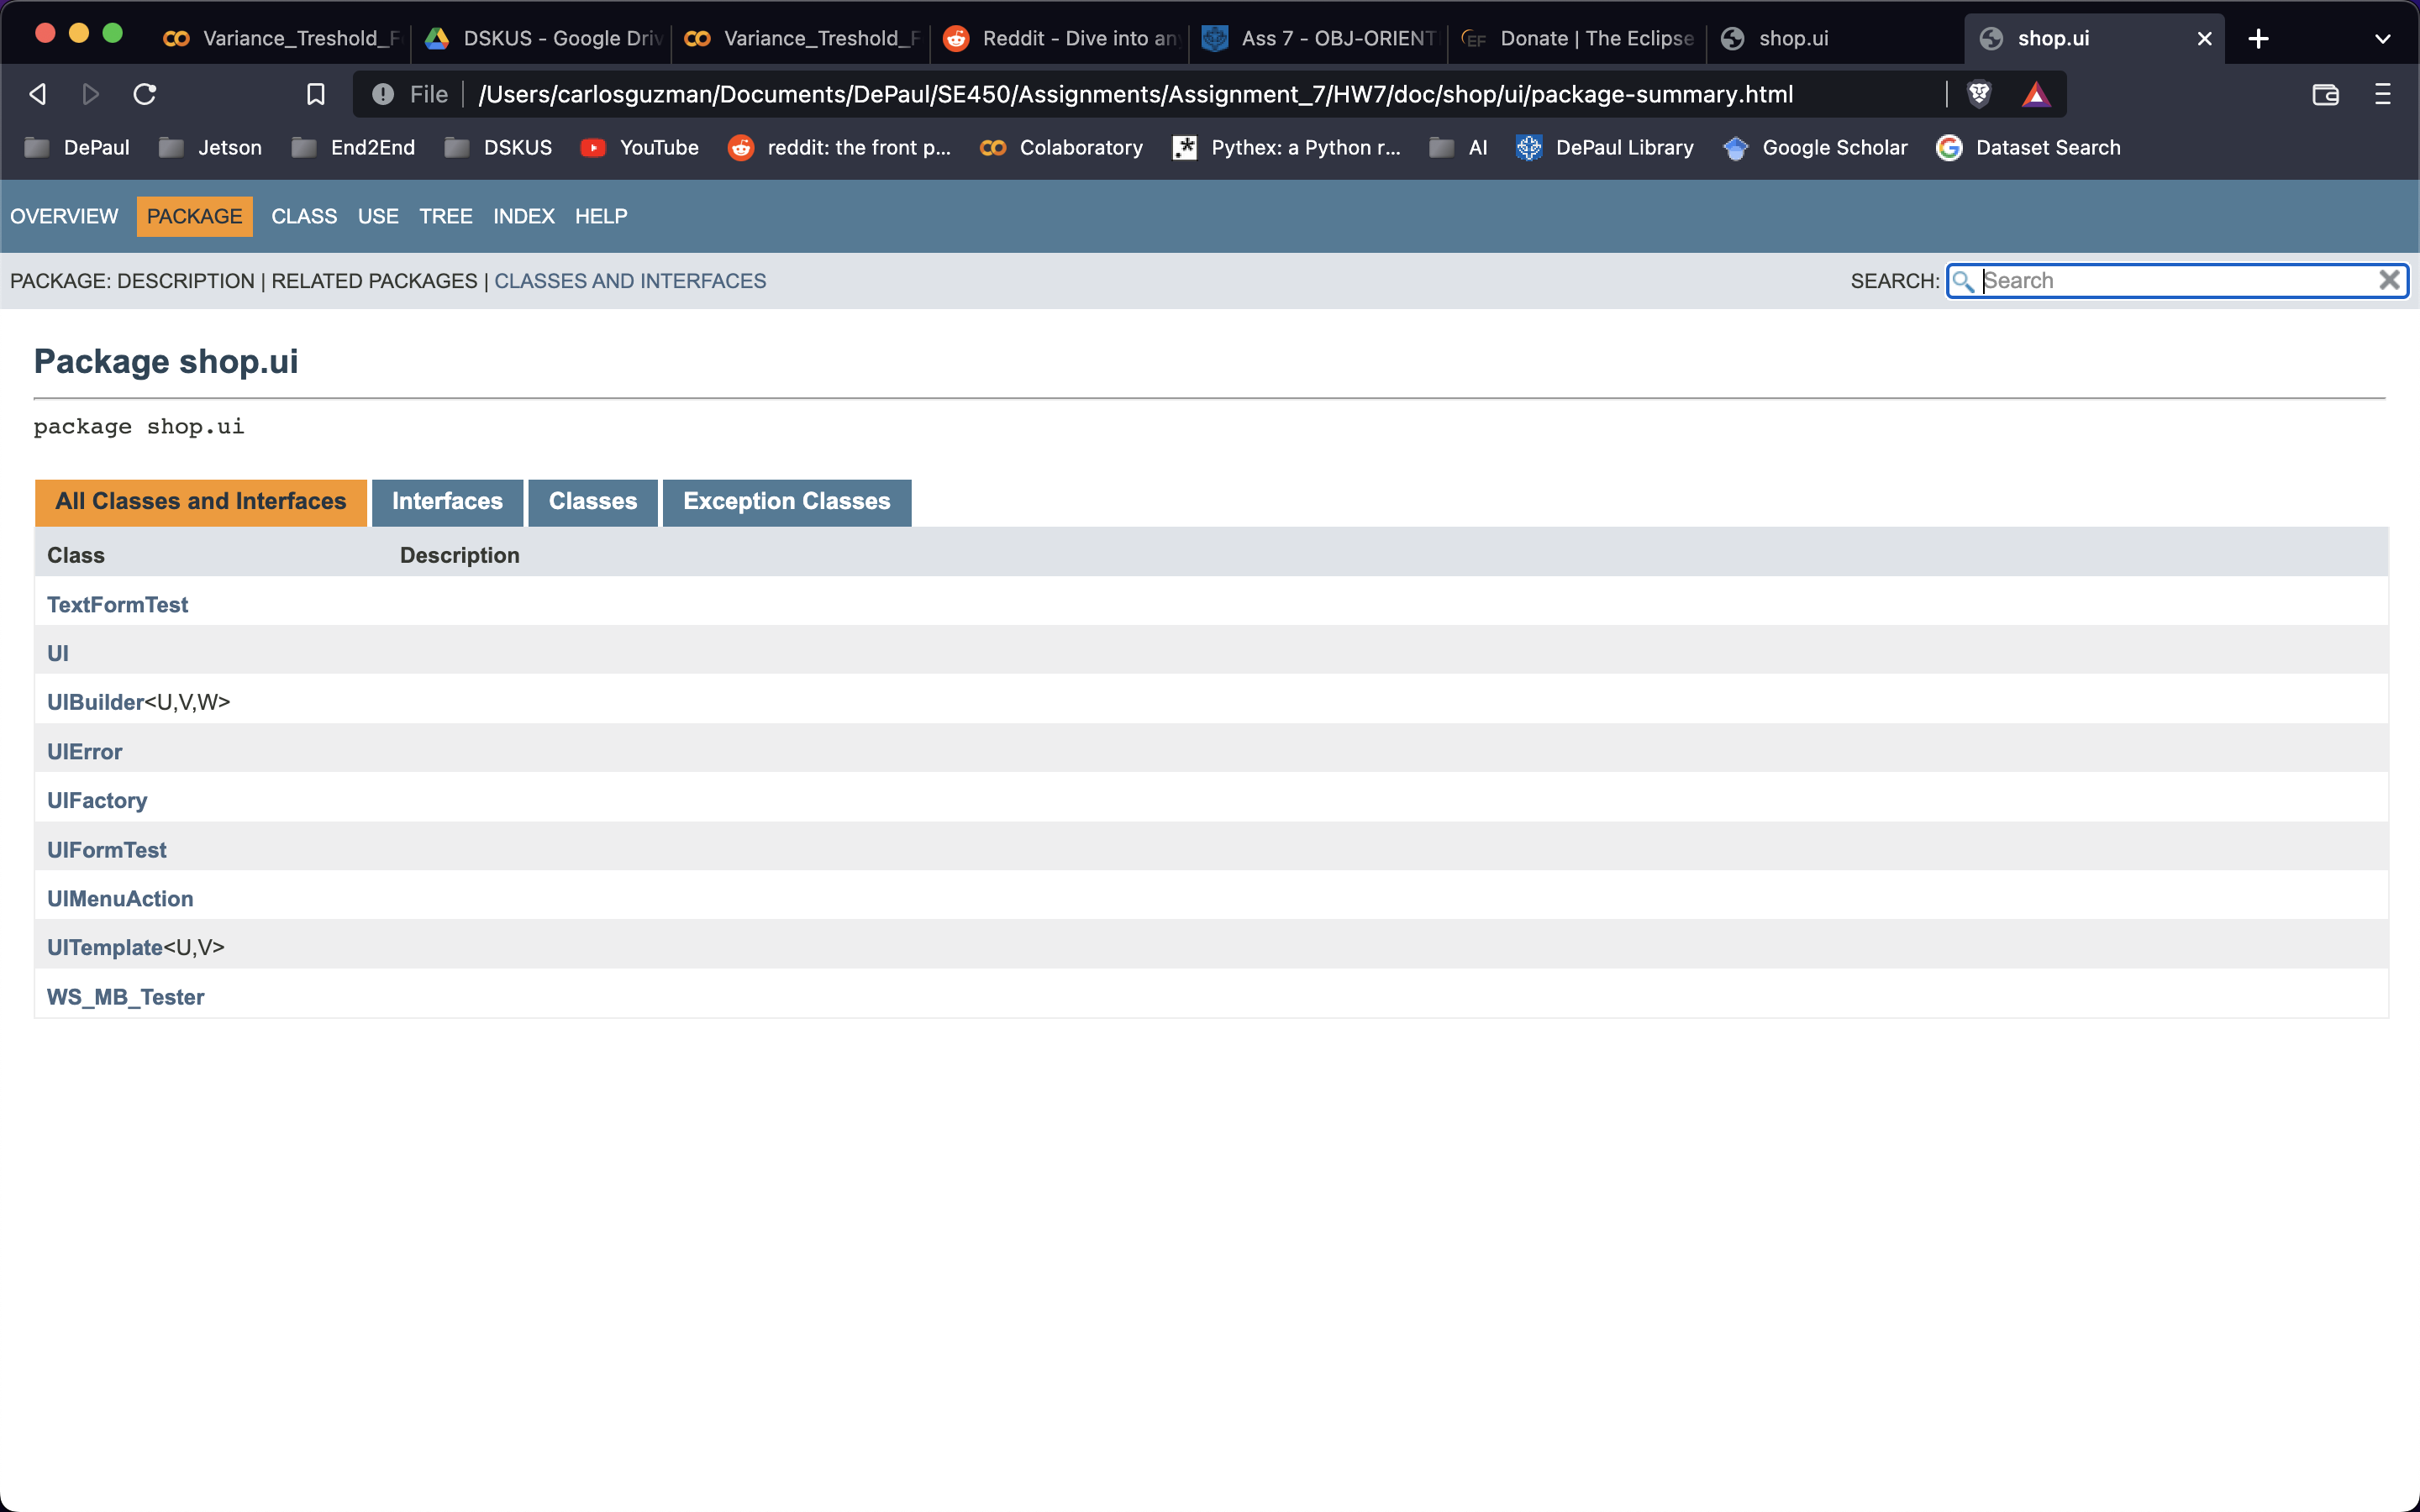 Variance_Treshold_F DSKUS - Google Driv Variance_Treshold_F Reddit - Dive into an Ass 7 - OBJ-ORIENT Donate | The Eclipse shop.ui shop.ui
File /Users/carlosguzman/Documents/DePaul/SE450/Assignments/Assignment_7/HW7/doc/shop/ui/package-summary.html
DePaul Jetson End2End DSKUS YouTube reddit: the front p... Colaboratory Pythex: a Python r... AI DePaul Library Google Scholar Dataset Search
OVERVIEW PACKAGE CLASS USE TREE INDEX HELP
PACKAGE: DESCRIPTION | RELATED PACKAGES | CLASSES AND INTERFACES SEARCH: Search
Package shop.ui
package shop.ui
All Classes and Interfaces Interfaces Classes Exception Classes
Class Description
TextFormTest
UI
UIBuilder<U,V,W>
UIError
UIFactory
UIFormTest
UIMenuAction
UITemplate<U,V>
WS_MB_Tester